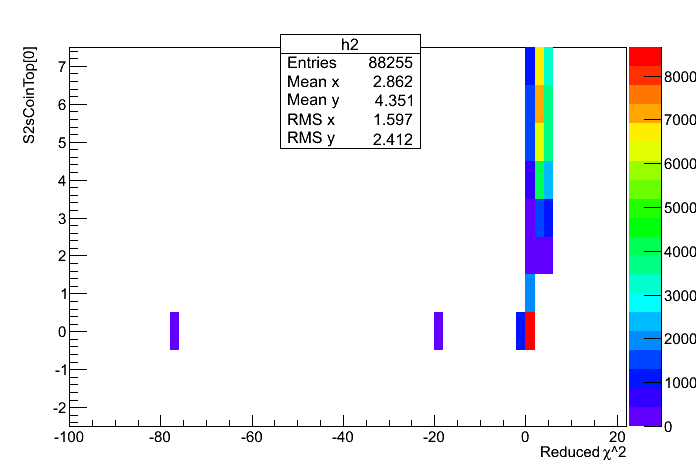 h2
Entries 88255
Mean x 2.862
Mean y 4.351
RMS x 1.597
RMS y 2.412
S2sCoinTop[0]
7
6
5
4
3
2
1
0
-1
-2
-100 -80 -60 -40 -20 0 20
Reduced χ^2
8000
7000
6000
5000
4000
3000
2000
1000
0